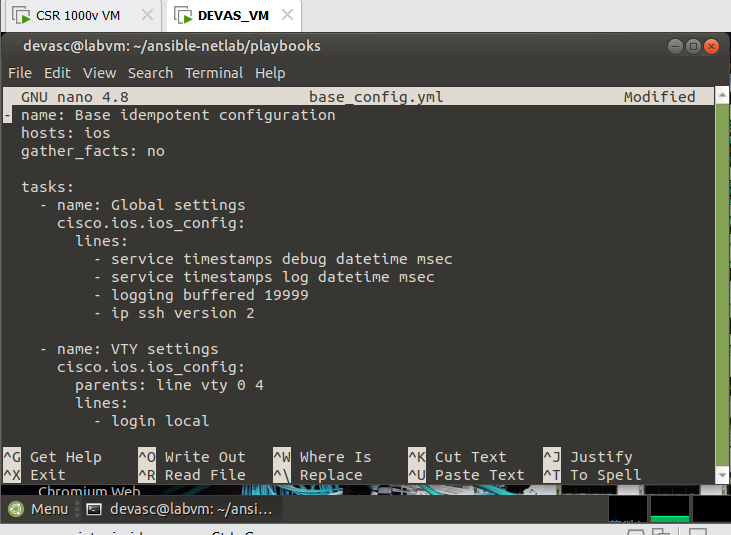 CSR 1000v VM
DEVAS_VM
devasc@labvm: ~/ansible-netlab/playbooks
File Edit View Search Terminal Help
GNU nano 4.8 base_config.yml Modified
- name: Base idempotent configuration
  hosts: ios
  gather_facts: no
  tasks:
    - name: Global settings
      cisco.ios.ios_config:
        lines:
          - service timestamps debug datetime msec
          - service timestamps log datetime msec
          - logging buffered 19999
          - ip ssh version 2
    - name: VTY settings
      cisco.ios.ios_config:
        parents: line vty 0 4
        lines:
          - login local
^G Get Help ^O Write Out ^W Where Is ^K Cut Text ^J Justify
^X Exit ^R Read File ^\ Replace ^U Paste Text ^T To Spell
Chromium Web
Menu devasc@labvm: ~/ansi...